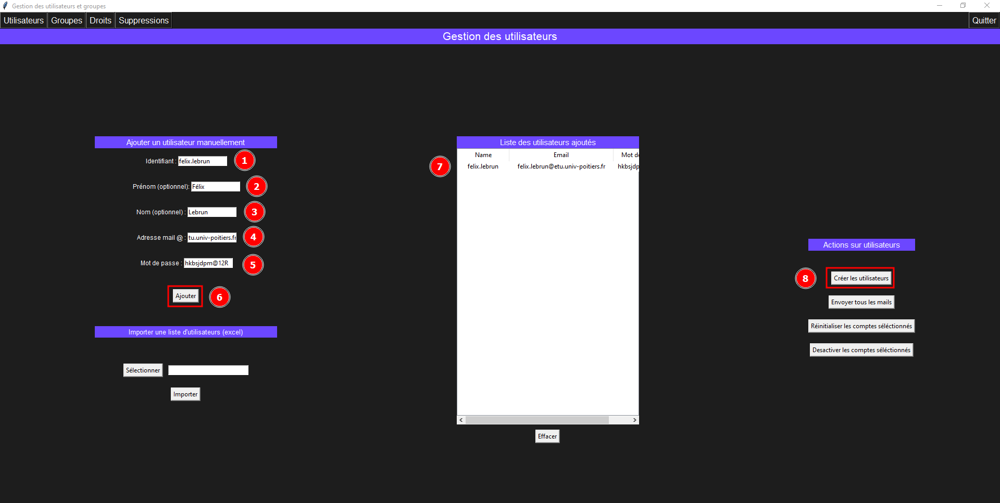 Gestion des utilisateurs et groupes
Utilisateurs Groupes Droits Suppressions Quitter
Gestion des utilisateurs
Ajouter un utilisateur manuellement
Identifiant : felix.lebrun 1
Prénom (optionnel): Félix 2
Nom (optionnel) : Lebrun 3
Adresse mail @ : tu.univ-poitiers.fr 4
Mot de passe : hkbsjdpm@12R 5
Ajouter 6
Importer une liste d'utilisateurs (excel)
Sélectionner
Importer
Liste des utilisateurs ajoutés
Name Email Mot de
7 felix.lebrun felix.lebrun@etu.univ-poitiers.fr hkbsjdp
Effacer
Actions sur utilisateurs
8 Créer les utilisateurs
Envoyer tous les mails
Réinitialiser les comptes séléctionnés
Desactiver les comptes séléctionnés